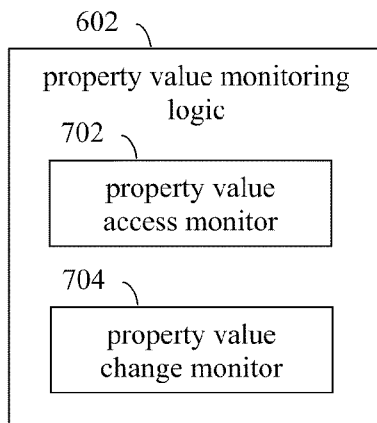 602
property value monitoring
logic
702
property value
access monitor
704
property value
change monitor